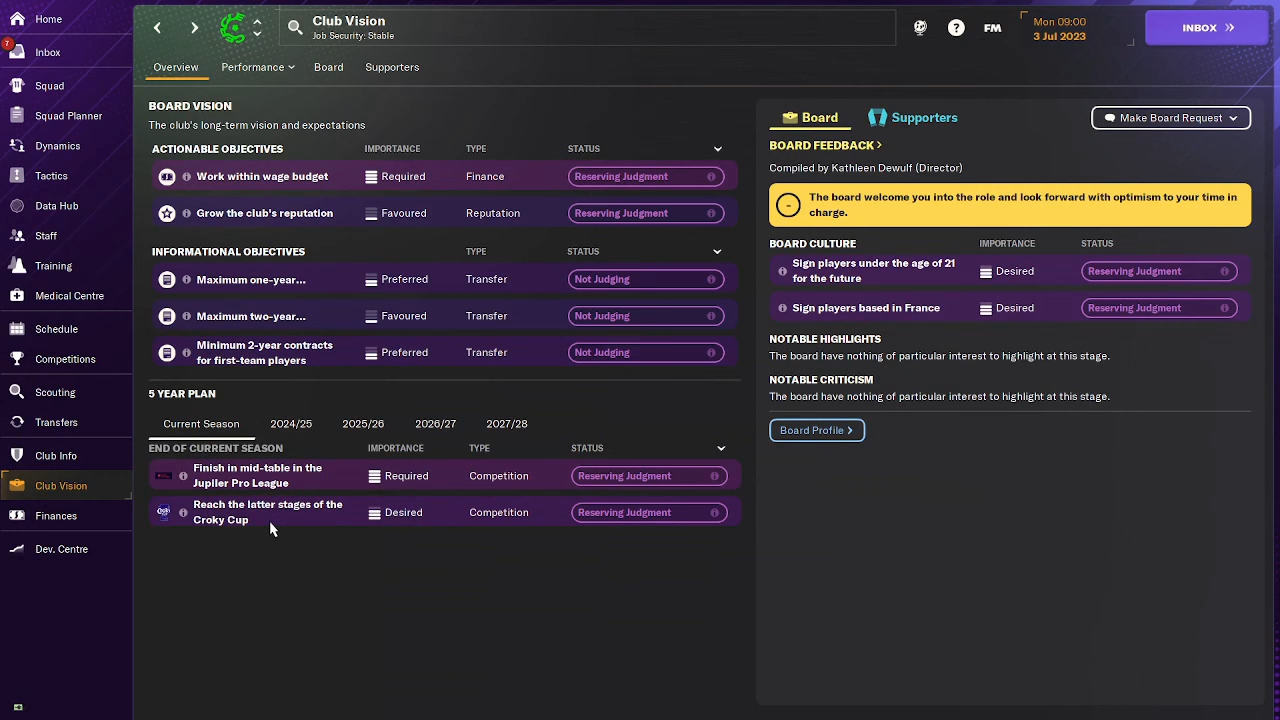 Home
7
Inbox
Squad
Squad Planner
Dynamics
Tactics
Data Hub
Staff
Training
Medical Centre
Schedule
Competitions
Scouting
Transfers
Club Info
Club Vision
Finances
Dev. Centre
Club Vision
Job Security: Stable
?
FM
Mon 09:00
3 Jul 2023
INBOX
Overview
Performance
Board
Supporters
BOARD VISION
The club's long-term vision and expectations
ACTIONABLE OBJECTIVES IMPORTANCE TYPE STATUS
Work within wage budget Required Finance Reserving Judgment
Grow the club's reputation Favoured Reputation Reserving Judgment
INFORMATIONAL OBJECTIVES TYPE STATUS
Maximum one-year... Preferred Transfer Not Judging
Maximum two-year... Favoured Transfer Not Judging
Minimum 2-year contracts
for first-team players Preferred Transfer Not Judging
5 YEAR PLAN
Current Season 2024/25 2025/26 2026/27 2027/28
END OF CURRENT SEASON IMPORTANCE TYPE STATUS
Finish in mid-table in the
Jupiler Pro League Required Competition Reserving Judgment
Reach the latter stages of the
Croky Cup Desired Competition Reserving Judgment
Board Supporters Make Board Request
BOARD FEEDBACK >
Compiled by Kathleen Dewulf (Director)
The board welcome you into the role and look forward with optimism to your time in
charge.
BOARD CULTURE IMPORTANCE STATUS
Sign players under the age of 21
for the future Desired Reserving Judgment
Sign players based in France Desired Reserving Judgment
NOTABLE HIGHLIGHTS
The board have nothing of particular interest to highlight at this stage.
NOTABLE CRITICISM
The board have nothing of particular interest to highlight at this stage.
Board Profile >